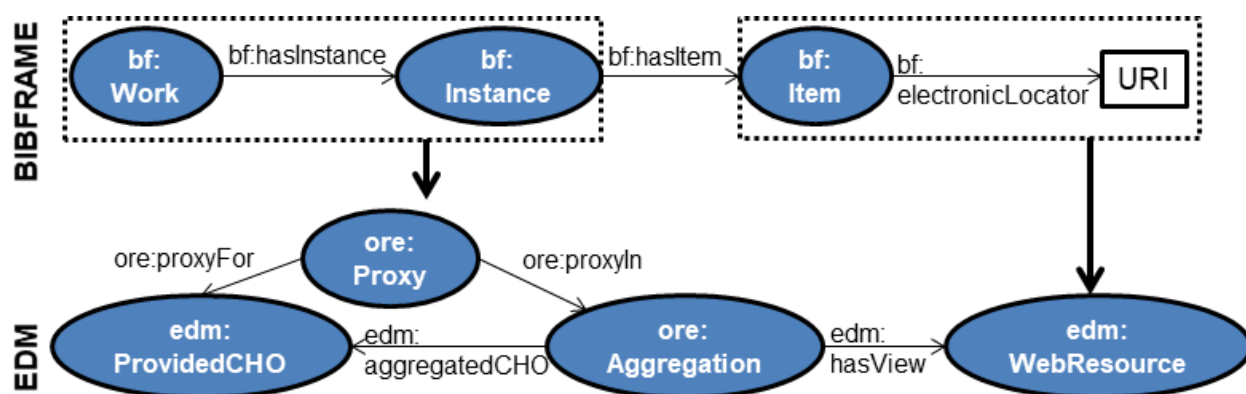 BIBFRAME
bf:
Work
bf:hasInstance
bf:
Instance
bf:hasItem
bf:
Item
bf:
electronicLocator
URI
EDM
ore:
Proxy
ore:proxyFor
ore:proxyIn
edm:
ProvidedCHO
edm:
aggregatedCHO
ore:
Aggregation
edm:
hasView
edm:
WebResource